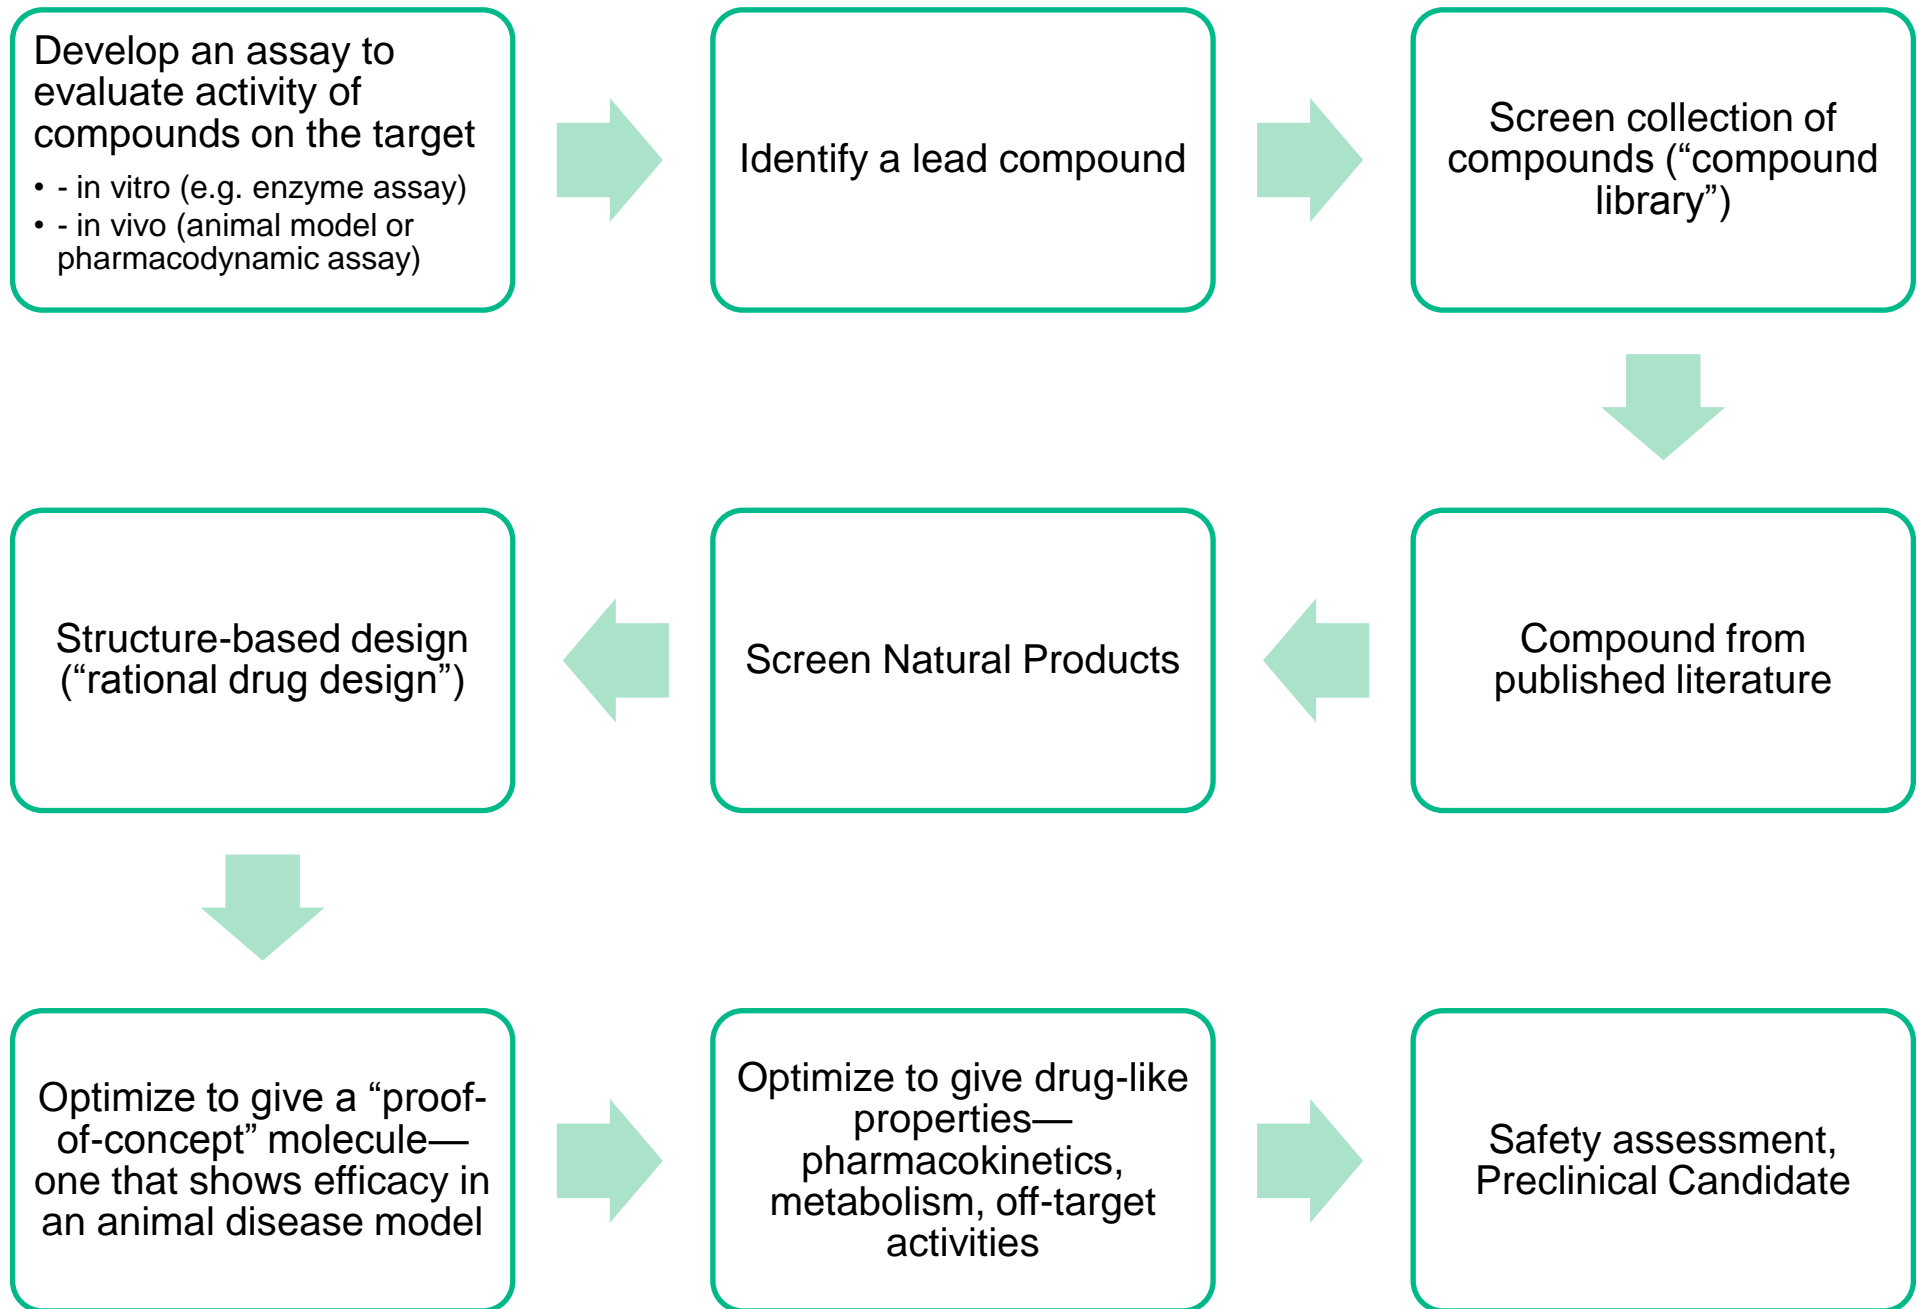 Develop an assay to
evaluate activity of
compounds on the target
• - in vitro (e.g. enzyme assay)
• - in vivo (animal model or
pharmacodynamic assay)
Identify a lead compound
Screen collection of
compounds (“compound
library”)
Compound from
published literature
Screen Natural Products
Structure-based design
(“rational drug design”)
Optimize to give a “proof-
of-concept” molecule—
one that shows efficacy in
an animal disease model
Optimize to give drug-like
properties—
pharmacokinetics,
metabolism, off-target
activities
Safety assessment,
Preclinical Candidate